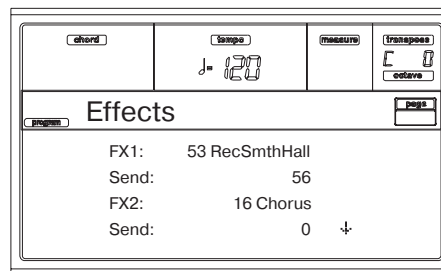 chord tempo measure transpose
♩= 120 C 0
octave
Effects page
program
FX1: 53 RecSmthHall
Send: 56
FX2: 16 Chorus
Send: 0